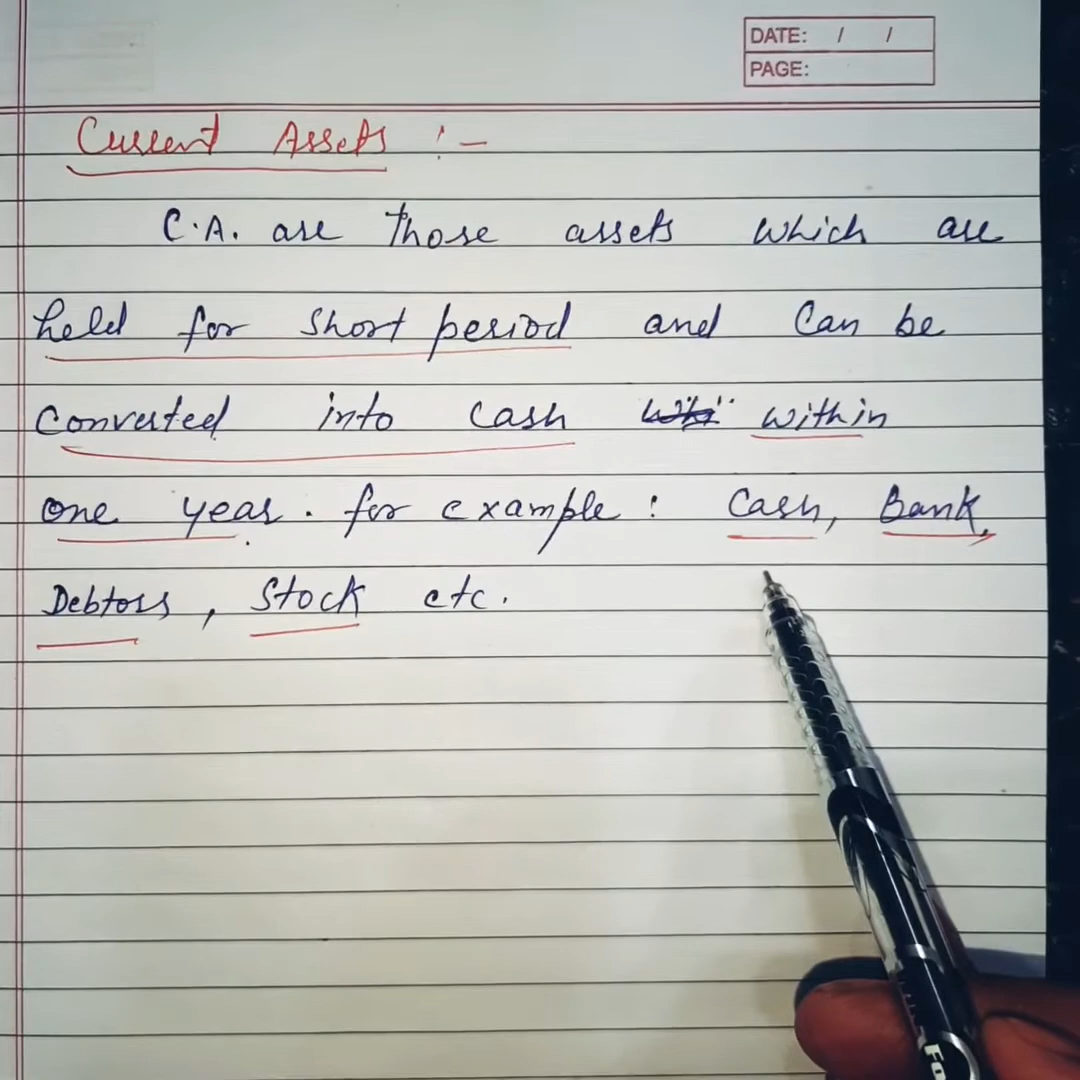 DATE: / /
PAGE:
Current Assets :-
C.A. are those assets which are
held for short period and can be
converted into cash within
one year. for example: Cash, Bank,
Debtors, Stock etc.